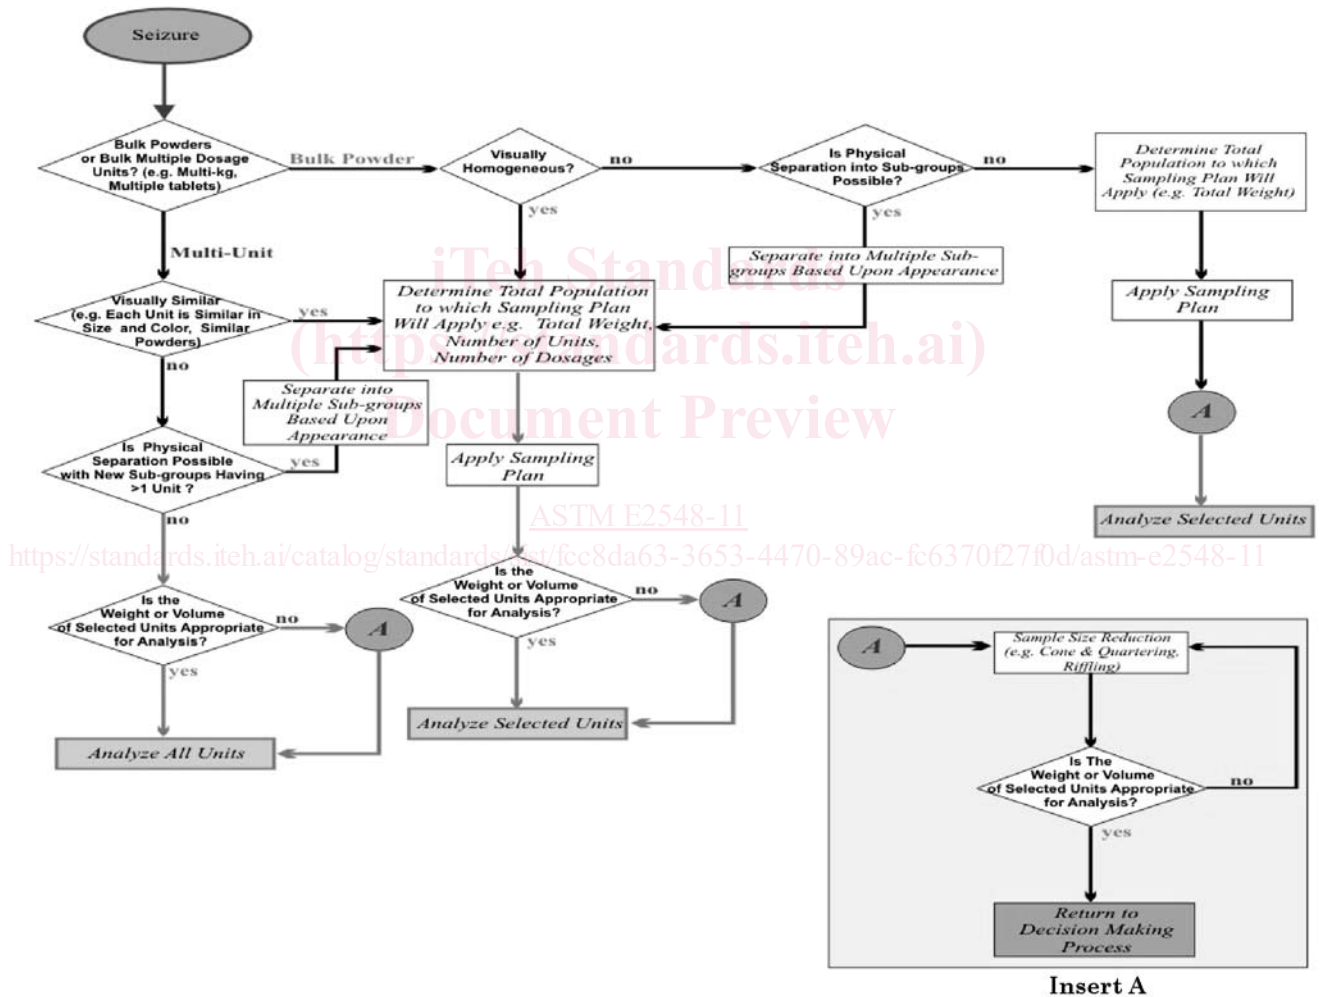 Seizure
Bulk Powders
or Bulk Multiple Dosage
Units? (e.g. Multi-kg,
Multiple tablets)
Bulk Powder
Visually
Homogeneous?
no
Is Physical
Separation into Sub-groups
Possible?
no
Determine Total
Population to which
Sampling Plan Will
Apply (e.g. Total Weight)
yes
yes
Multi-Unit
Separate into Multiple Sub-
groups Based Upon Appearance
iTeh Standards
Visually Similar
(e.g. Each Unit is Similar in
Size and Color, Similar
Powders)
yes
Determine Total Population
to which Sampling Plan
Will Apply e.g. Total Weight,
Number of Units,
Number of Dosages
Apply Sampling
Plan
(https://standards.iteh.ai)
no
Separate into
Multiple Sub-groups
Based Upon
Appearance
Document Preview
A
Is Physical
Separation Possible
with New Sub-groups Having
>1 Unit ?
yes
Apply Sampling
Plan
no
ASTM E2548-11
Analyze Selected Units
https://standards.iteh.ai/catalog/standards/sist/fcc8da63-3653-4470-89ac-fc6370f27f0d/astm-e2548-11
Is the
Weight or Volume
of Selected Units Appropriate
for Analysis?
no
A
Is the
Weight or Volume
of Selected Units Appropriate
for Analysis?
no
A
yes
yes
Analyze All Units
Analyze Selected Units
A
Sample Size Reduction
(e.g. Cone & Quartering,
Riffling)
Is The
Weight or Volume
of Selected Units Appropriate
for Analysis?
no
yes
Return to
Decision Making
Process
Insert A